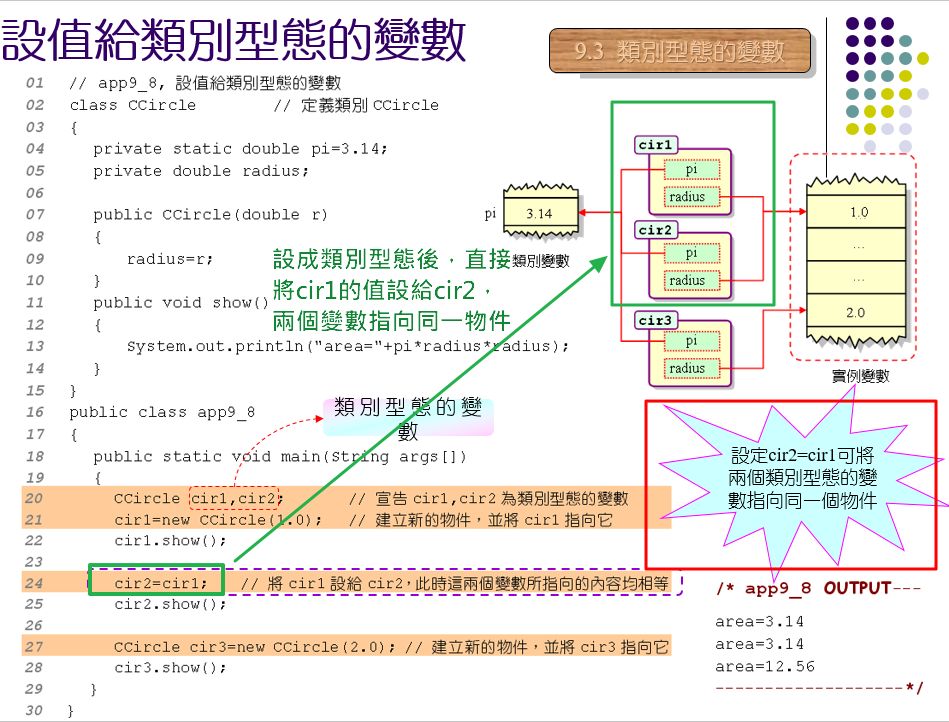 設值給類別型態的變數
9.3 類別型態的變數
01 // app9_8, 設值給類別型態的變數
02 class CCircle // 定義類別 CCircle
03 {
04 private static double pi=3.14;
05 private double radius;
06
07 public CCircle(double r)
08 {
09 radius=r;
10 }
11 public void show()
12 {
13 System.out.println("area="+pi*radius*radius);
14 }
15 }
16 public class app9_8
17 {
18 public static void main(String args[])
19 {
20 CCircle cir1,cir2; // 宣告 cir1,cir2 為類別型態的變數
21 cir1=new CCircle(1.0); // 建立新的物件，並將 cir1 指向它
22 cir1.show();
23
24 cir2=cir1; // 將 cir1 設給 cir2，此時這兩個變數所指向的內容均相等
25 cir2.show();
26
27 CCircle cir3=new CCircle(2.0); // 建立新的物件，並將 cir3 指向它
28 cir3.show();
29 }
30 }
設成類別型態後，直接
將cir1的值設給cir2，
兩個變數指向同一物件
類別型態的變
數
pi 3.14
類別變數
cir1
pi
radius
cir2
pi
radius
cir3
pi
radius
1.0
...
...
2.0
實例變數
設定cir2=cir1可將
兩個類別型態的變
數指向同一個物件
/* app9_8 OUTPUT---
area=3.14
area=3.14
area=12.56
-------------------*/